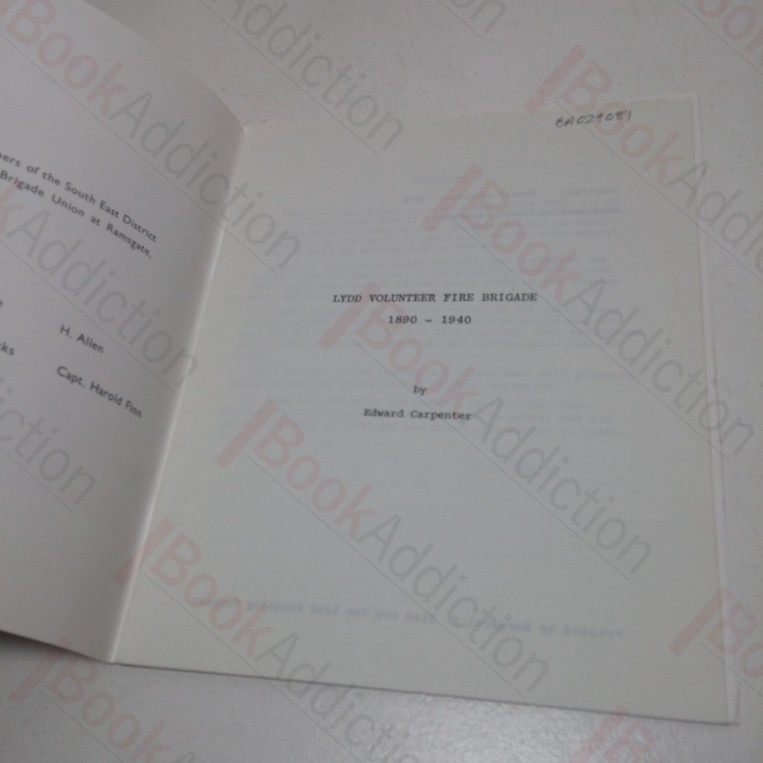 ers of the South East District
Brigade Union at Ramsgate.
H. Allen
ks
Capt. Harold Finn
BA029081
LYDD VOLUNTEER FIRE BRIGADE
1890 - 1940
by
Edward Carpenter
BookAddiction